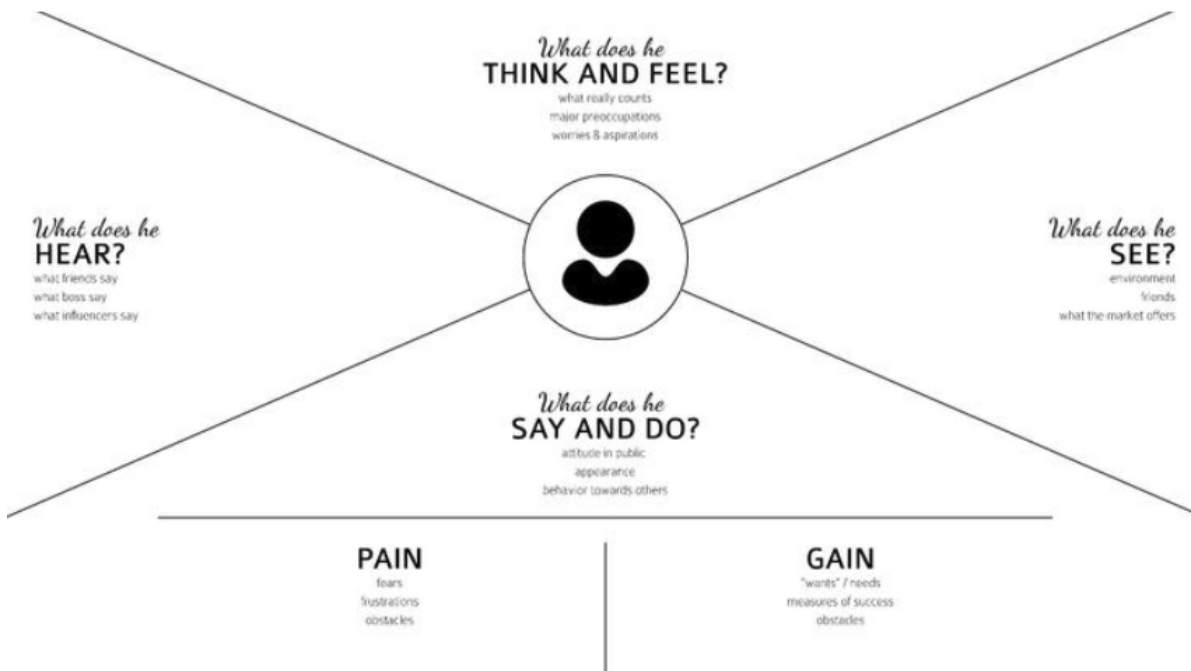 What does he
THINK AND FEEL?
what really counts
major preoccupations
worries & aspirations
What does he
HEAR?
what friends say
what boss say
what influencers say
What does he
SEE?
environment
friends
what the market offers
What does he
SAY AND DO?
attitude in public
appearance
behavior towards others
PAIN
fears
frustrations
obstacles
GAIN
"wants" / needs
measures of success
obstacles